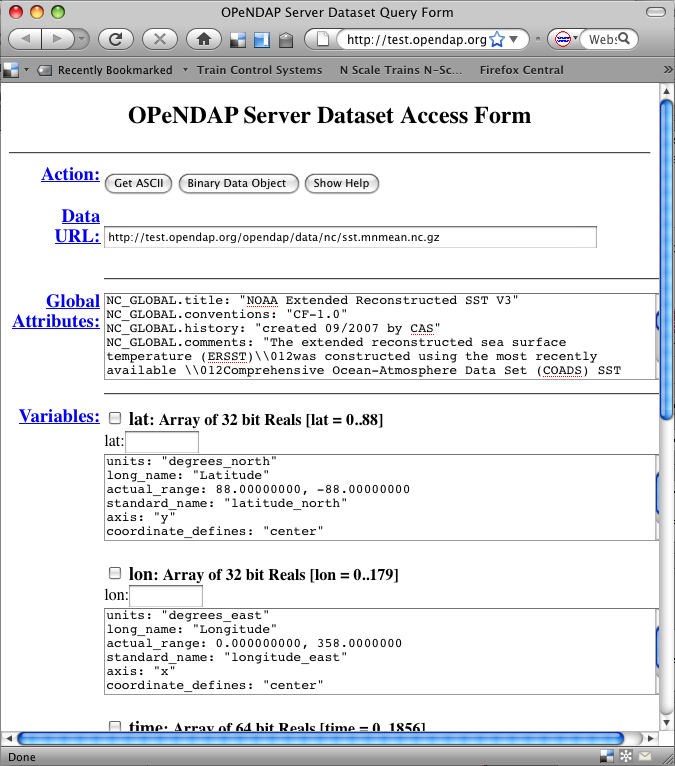 OPeNDAP Server Dataset Query Form
http://test.opendap.org
Recently Bookmarked Train Control Systems N Scale Trains N-Sc... Firefox Central »
OPeNDAP Server Dataset Access Form
Action: Get ASCII Binary Data Object Show Help
Data
URL: http://test.opendap.org/opendap/data/nc/sst.mnmean.nc.gz
Global
Attributes:
NC_GLOBAL.title: "NOAA Extended Reconstructed SST V3"
NC_GLOBAL.conventions: "CF-1.0"
NC_GLOBAL.history: "created 09/2007 by CAS"
NC_GLOBAL.comments: "The extended reconstructed sea surface
temperature (ERSST)\\012was constructed using the most recently
available \\012Comprehensive Ocean-Atmosphere Data Set (COADS) SST
Variables: lat: Array of 32 bit Reals [lat = 0..88]
lat:
units: "degrees_north"
long_name: "Latitude"
actual_range: 88.00000000, -88.00000000
standard_name: "latitude_north"
axis: "y"
coordinate_defines: "center"
lon: Array of 32 bit Reals [lon = 0..179]
lon:
units: "degrees_east"
long_name: "Longitude"
actual_range: 0.000000000, 358.0000000
standard_name: "longitude_east"
axis: "x"
coordinate_defines: "center"
time: Array of 64 bit Reals [time = 0..1856]
Done